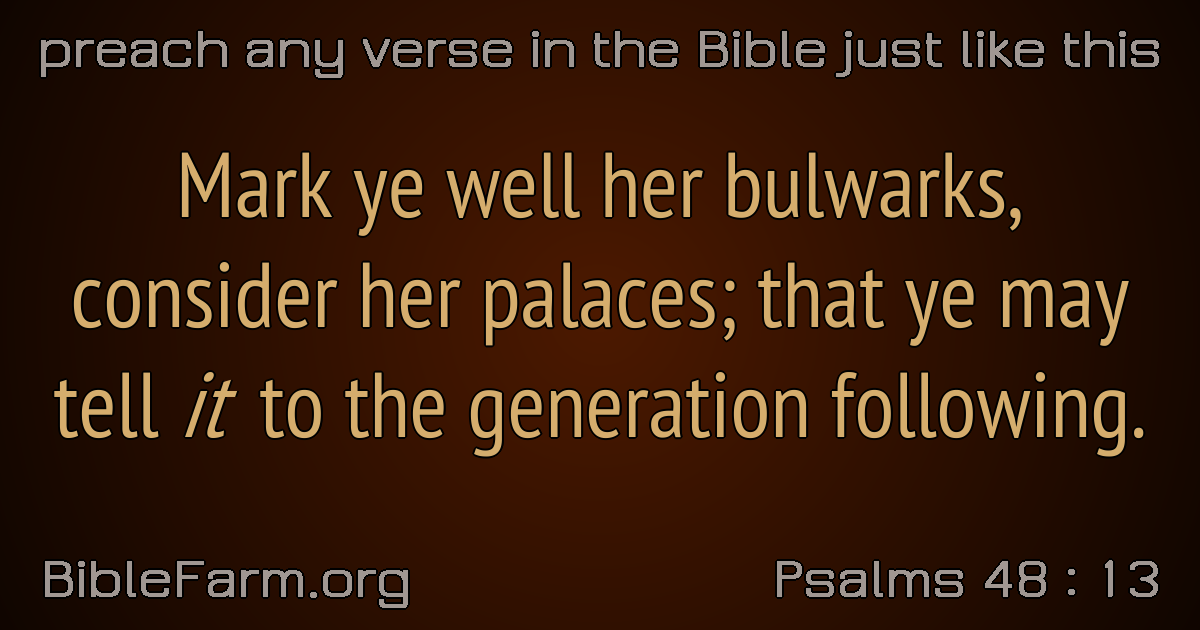 preach any verse in the Bible just like this
Mark ye well her bulwarks,
consider her palaces; that ye may
tell it to the generation following.
BibleFarm.org
Psalms 48 : 13